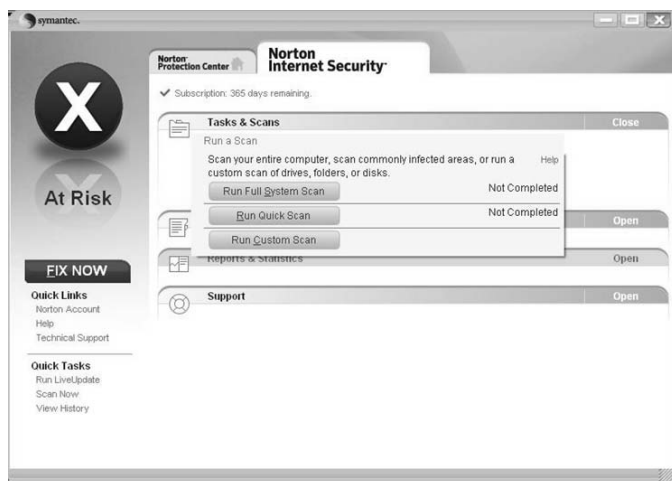 symantec.
Norton
Protection Center
Norton
Internet Security
Subscription: 365 days remaining.
Tasks & Scans
Close
Run a Scan
Scan your entire computer, scan commonly infected areas, or run a
custom scan of drives, folders, or disks.
Help
Run Full System Scan
Not Completed
Run Quick Scan
Not Completed
Run Custom Scan
Open
Reports & Statistics
Open
Support
Open
X
At Risk
FIX NOW
Quick Links
Norton Account
Help
Technical Support
Quick Tasks
Run LiveUpdate
Scan Now
View History